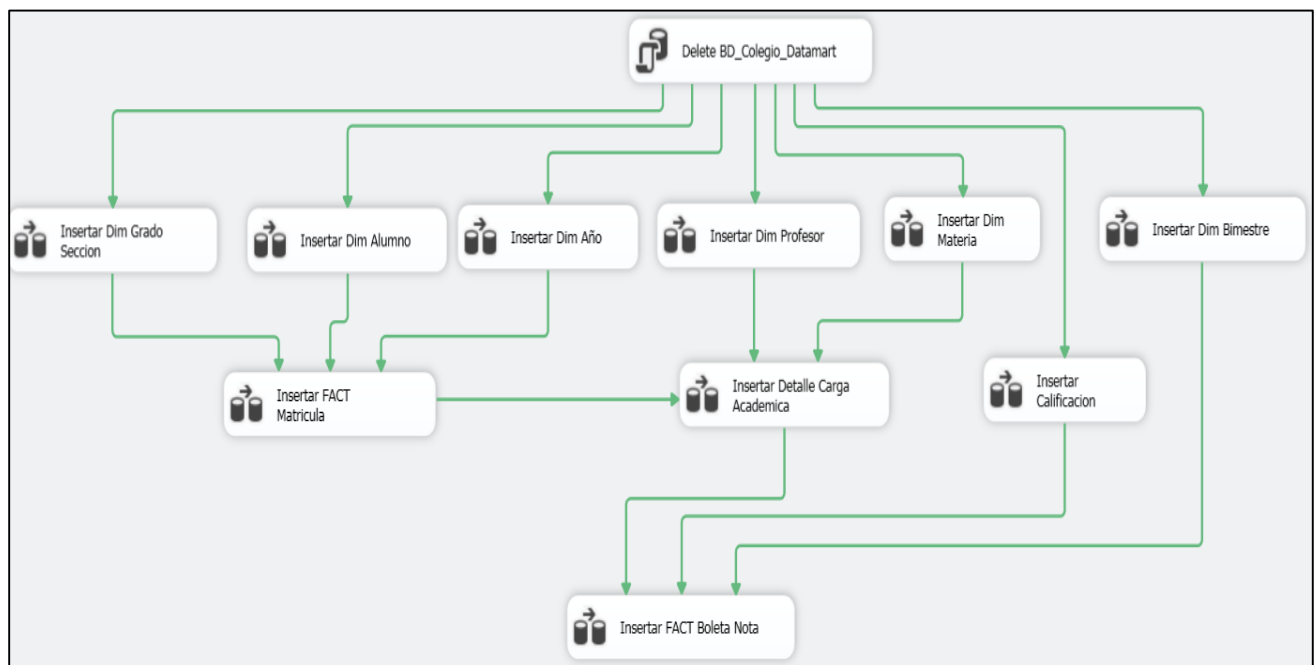 Delete BD_Colegio_Datamart
Insertar Dim Grado
Seccion
Insertar Dim Alumno
Insertar Dim Año
Insertar Dim Profesor
Insertar Dim
Materia
Insertar Dim Bimestre
Insertar FACT
Matricula
Insertar Detalle Carga
Academica
Insertar
Calificacion
Insertar FACT Boleta Nota